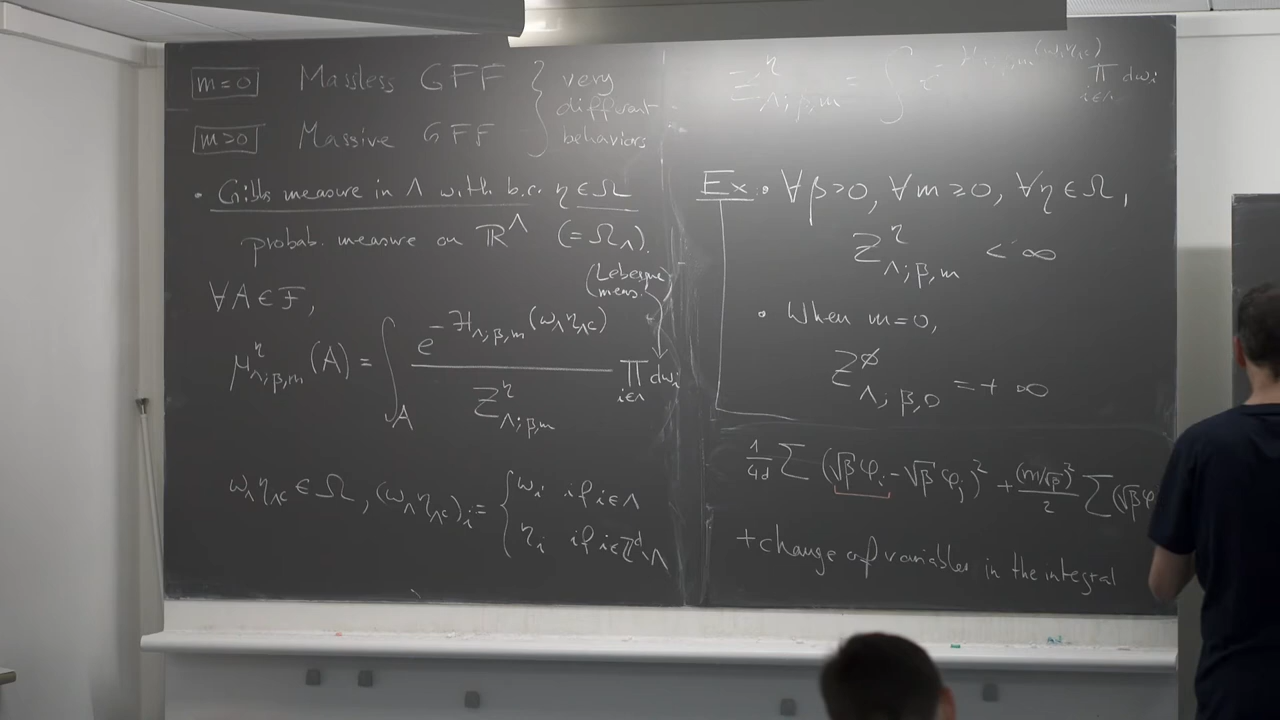 m=0 Massless GFF } very
different
m≥0 Massive GFF behaviors
• Gibbs measure in Λ with b.c. η∈Ω
probab. measure on ℝ^Λ (=Ω_Λ).
(Lebesgue
meas.)
∀A∈F,
μ^η_{Λ;β,m}(A) = ∫_A e^{-H_{Λ;β,m}(ω_Λ η_{Λ^c})} / Z^η_{Λ;β,m} ∏_{i∈Λ} dω_i
ω_Λ η_{Λ^c} ∈ Ω, (ω_Λ η_{Λ^c})_i = { ω_i if i∈Λ
η_i if i∈ℤ^d\Λ
Z^η_{Λ;β,m} = ∫ e^{-H_{Λ;β,m}(ω_Λ η_{Λ^c})} ∏_{i∈Λ} dω_i
Ex • ∀β>0, ∀m≥0, ∀η∈Ω,
Z^η_{Λ;β,m} < ∞
• When m=0,
Z^ø_{Λ;β,0} = +∞
1/4d Σ (√β φ_i - √β φ_j)² + (m/√β)²/2 Σ (√β φ
+ change of variables in the integral